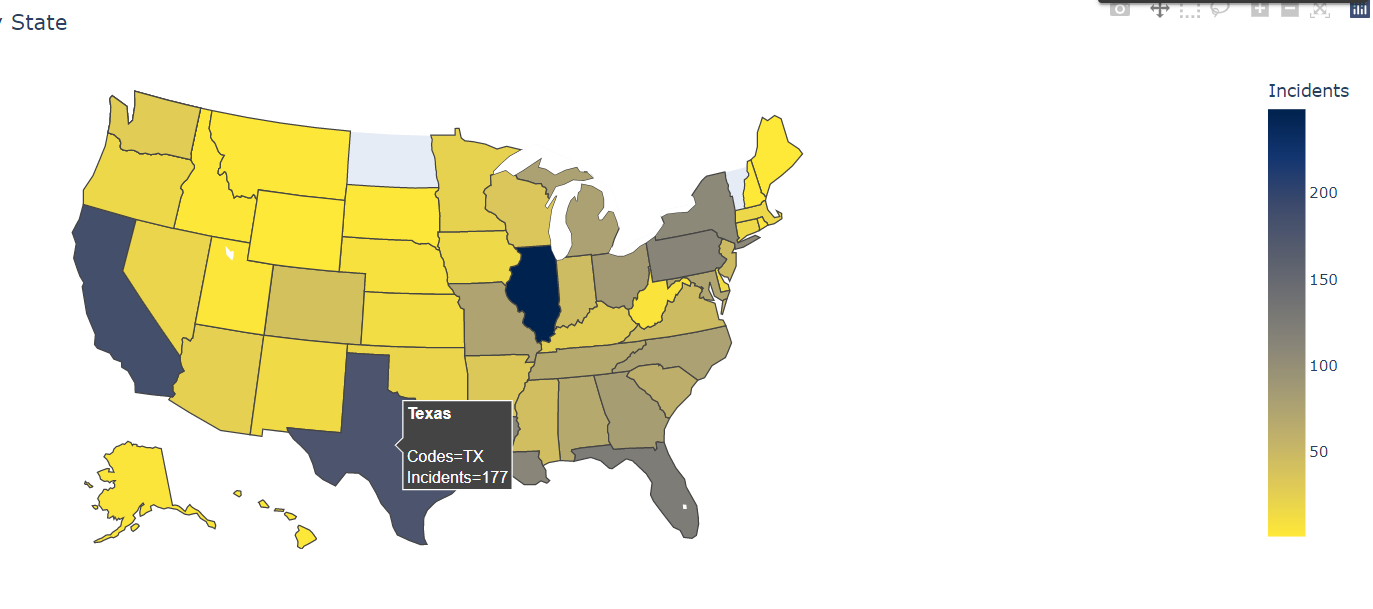 State
Incidents
200
150
100
50
Texas
Codes=TX
Incidents=177